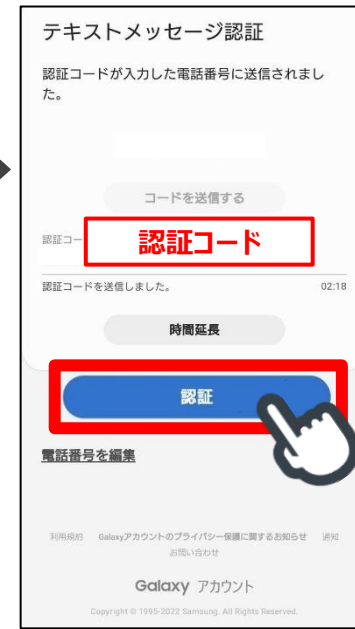 テキストメッセージ認証
認証コードが入力した電話番号に送信されまし
た。
コードを送信する
認証コー
認証コード
認証コードを送信しました。 02:18
時間延長
認証
電話番号を編集
利用規約 Galaxyアカウントのプライバシー保護に関するお知らせ 通知
お問い合わせ
Galaxy アカウント
Copyright © 1995-2022 Samsung. All Rights Reserved.